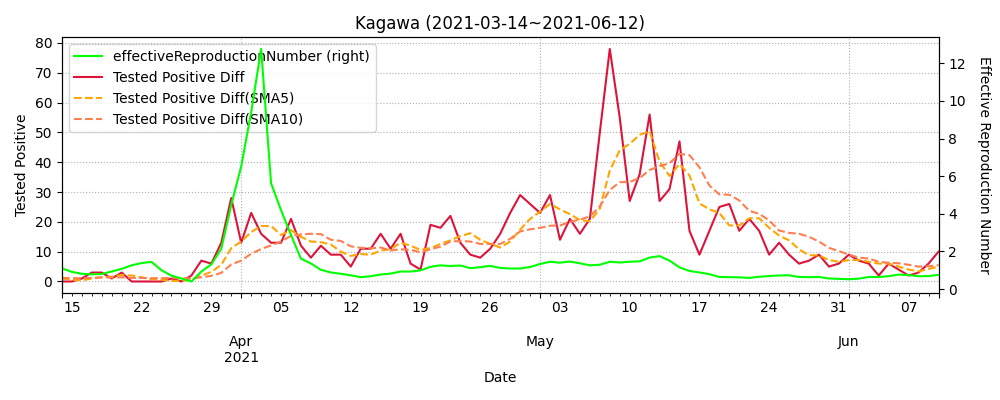 Kagawa (2021-03-14~2021-06-12)
effectiveReproductionNumber (right)
Tested Positive Diff
Tested Positive Diff(SMA5)
Tested Positive Diff(SMA10)
Tested Positive
80
70
60
50
40
30
20
10
0
Effective Reproduction Number
12
10
8
6
4
2
0
15 22 29 05 12 19 26 03 10 17 24 31 07
Apr May Jun
2021
Date